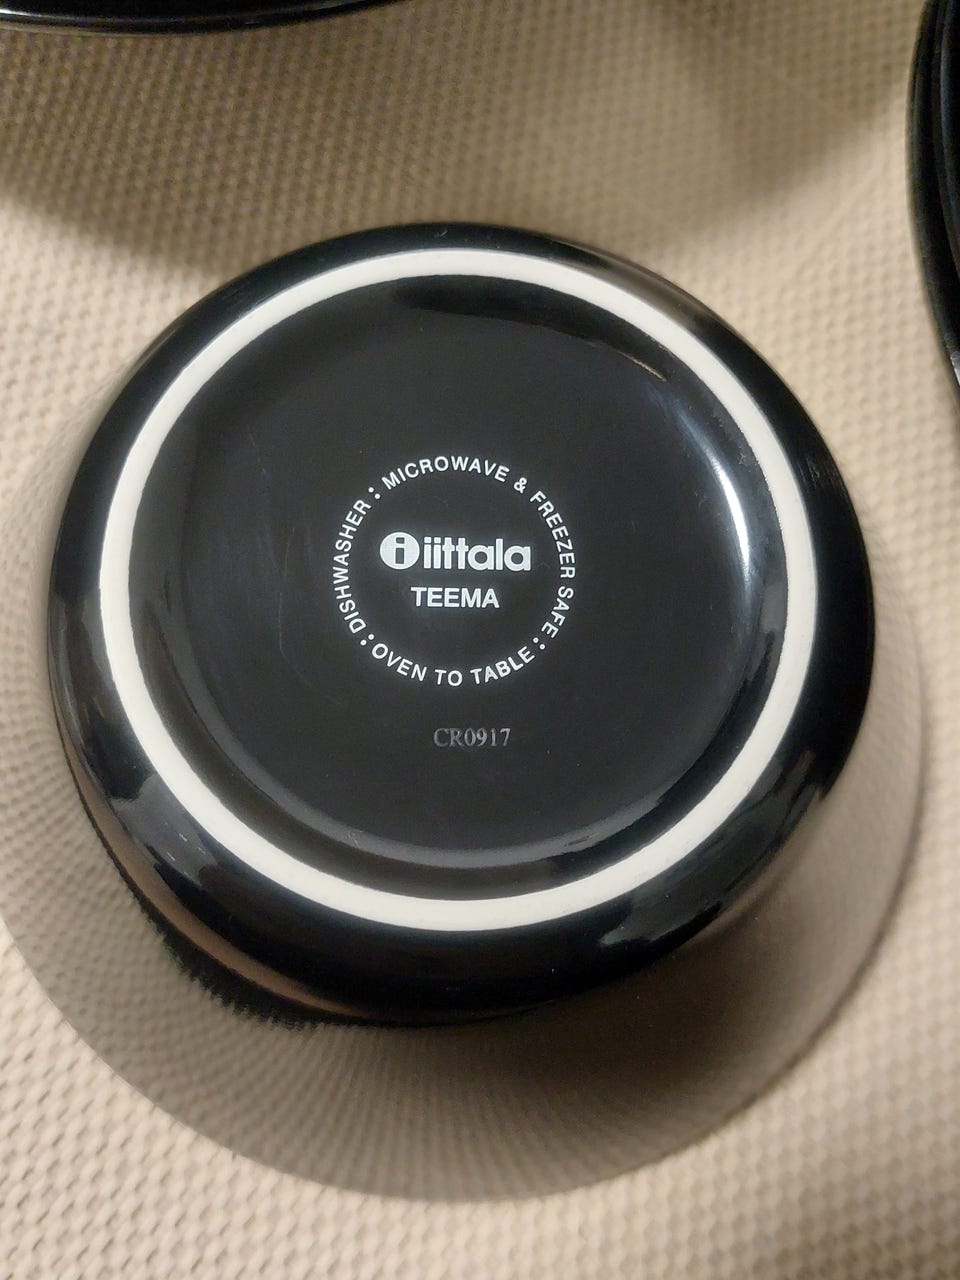 MICROWAVE & FREEZER SAFE : OVEN TO TABLE : DISHWASHER :
i iittala
TEEMA
CR0917